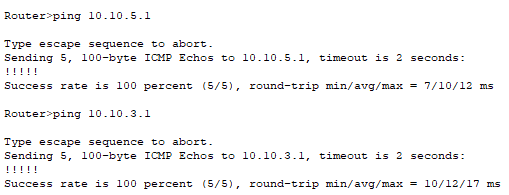 Router>ping 10.10.5.1
Type escape sequence to abort.
Sending 5, 100-byte ICMP Echos to 10.10.5.1, timeout is 2 seconds:
!!!!!
Success rate is 100 percent (5/5), round-trip min/avg/max = 7/10/12 ms
Router>ping 10.10.3.1
Type escape sequence to abort.
Sending 5, 100-byte ICMP Echos to 10.10.3.1, timeout is 2 seconds:
!!!!!
Success rate is 100 percent (5/5), round-trip min/avg/max = 10/12/17 ms